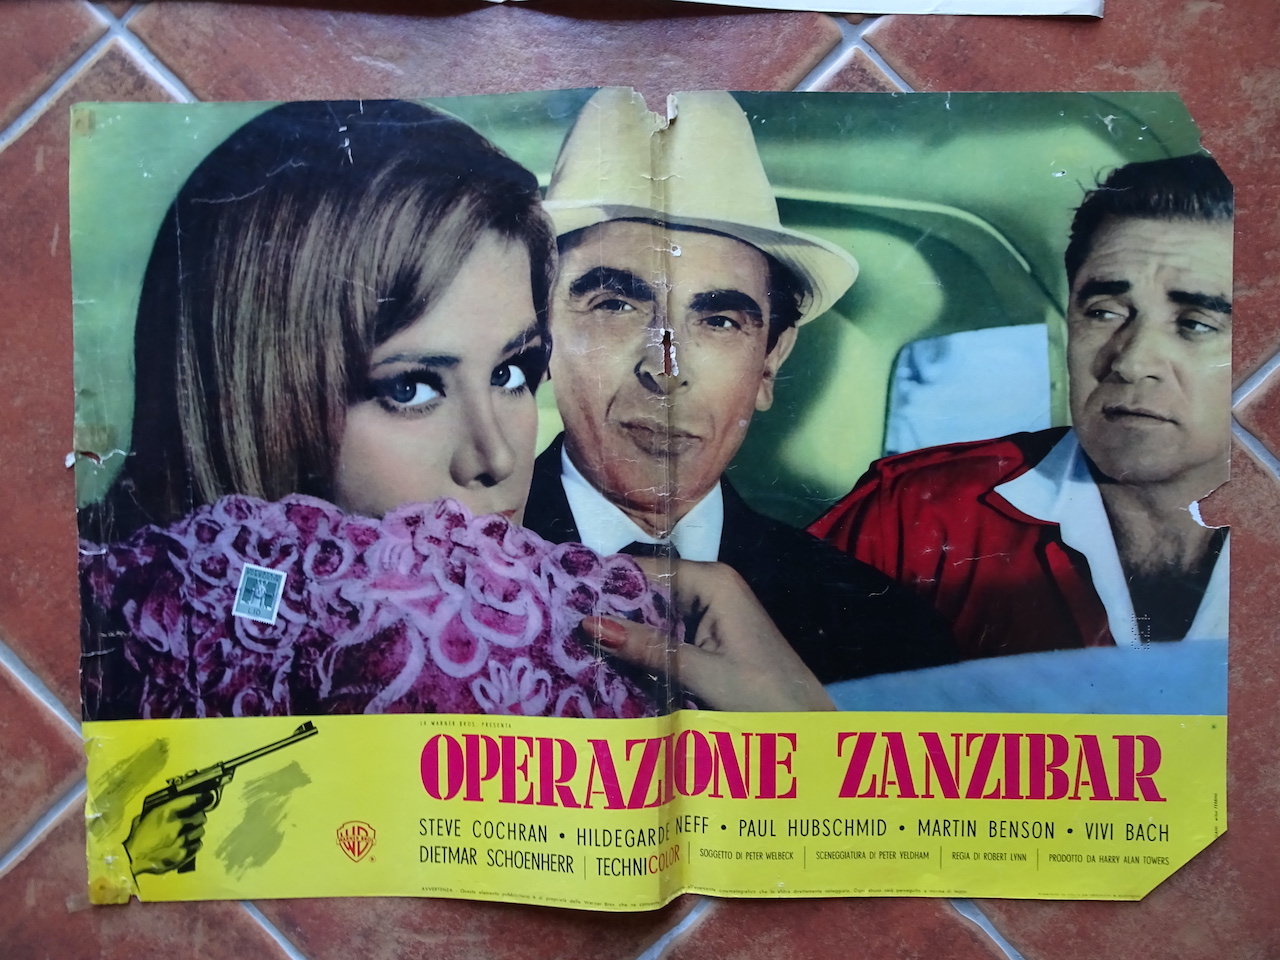 LA WARNER BROS. PRESENTA
OPERAZIONE ZANZIBAR
STEVE COCHRAN • HILDEGARDE NEFF • PAUL HUBSCHMID • MARTIN BENSON • VIVI BACH
DIETMAR SCHOENHERR | TECHNICOLOR | SOGGETTO DI PETER WELBECK | SCENEGGIATURA DI PETER YELDHAM | REGIA DI ROBERT LYNN | PRODOTTO DA HARRY ALAN TOWERS
AVVERTENZA